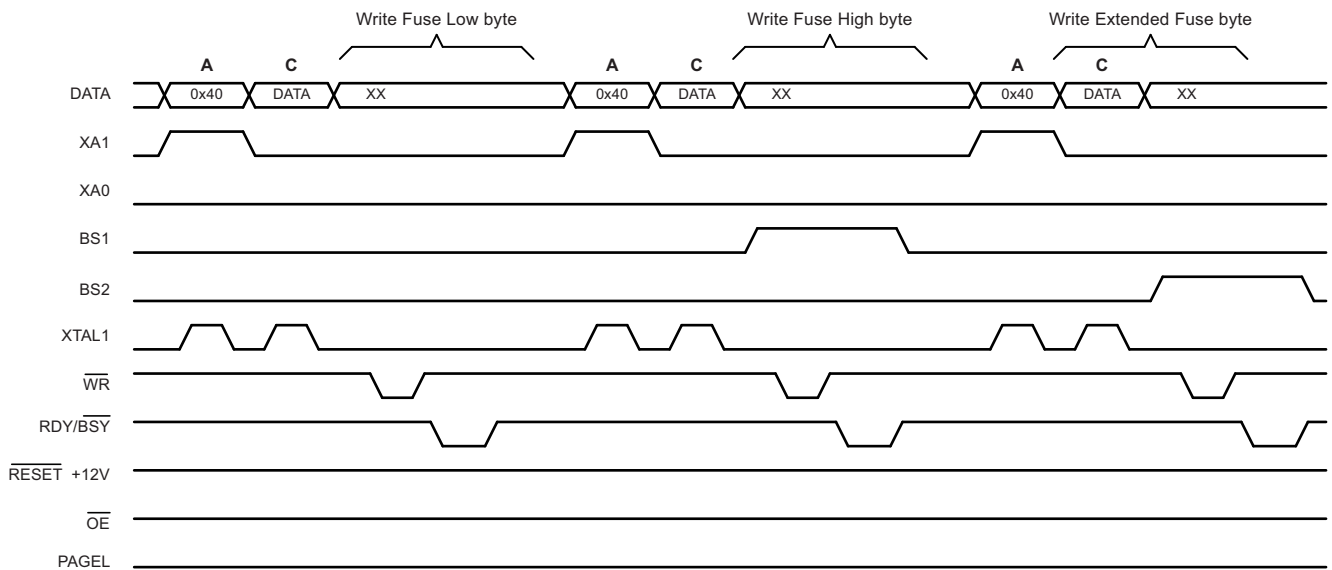 Write Fuse Low byte Write Fuse High byte Write Extended Fuse byte
A C A C A C
DATA 0x40 DATA XX 0x40 DATA XX 0x40 DATA XX
XA1
XA0
BS1
BS2
XTAL1
WR
RDY/BSY
RESET +12V
OE
PAGEL